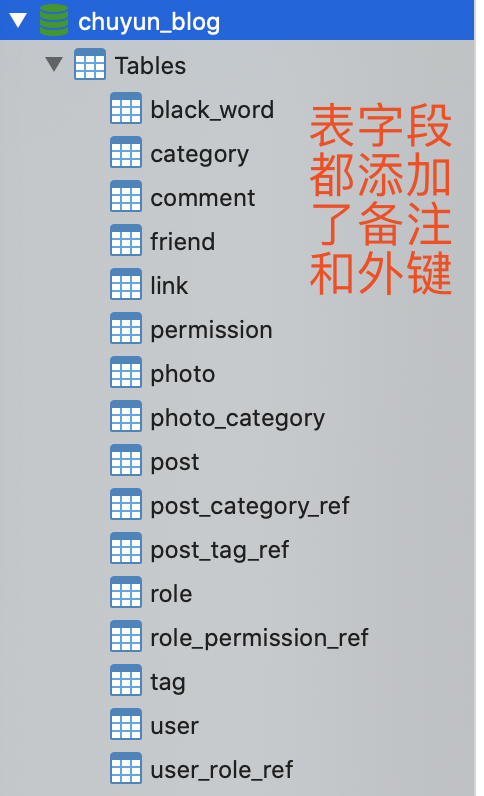 chuyun_blog
Tables
black_word
category
comment
friend
link
permission
photo
photo_category
post
post_category_ref
post_tag_ref
role
role_permission_ref
tag
user
user_role_ref
表字段
都添加
了备注
和外键